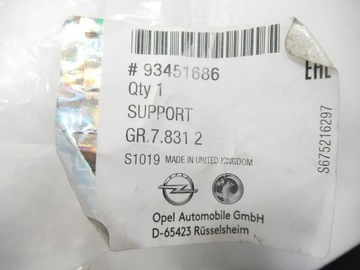 # 93451686
Qty 1
SUPPORT
GR.7.831 2
S1019 MADE IN UNITED KINGDOM
Opel Automobile GmbH
D-65423 Rüsselsheim
EAC
S675216297